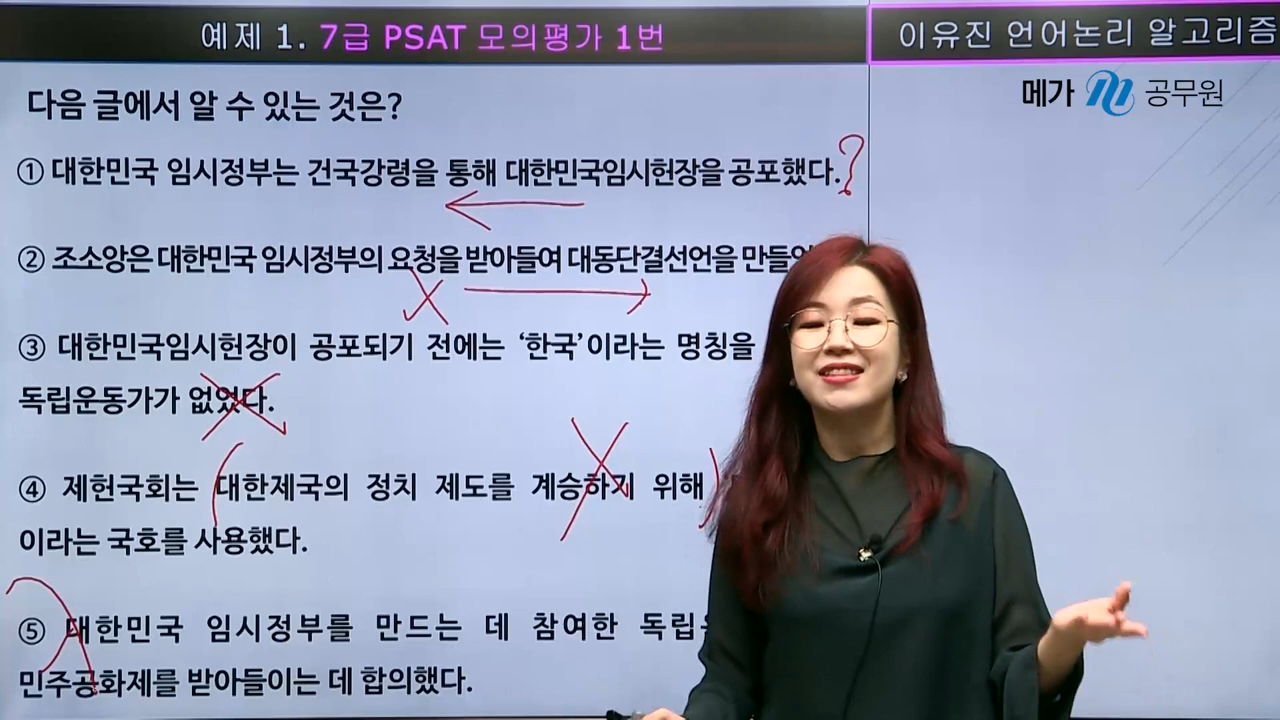 예제 1. 7급 PSAT 모의평가 1번
이유진 언어논리 알고리즘
메가 공무원
다음 글에서 알 수 있는 것은?
① 대한민국 임시정부는 건국강령을 통해 대한민국임시헌장을 공포했다.?
② 조소앙은 대한민국 임시정부의 요청을 받아들여 대동단결선언을 만들
③ 대한민국임시헌장이 공포되기 전에는 ‘한국’이라는 명칭을
독립운동가가 없었다.
④ 제헌국회는 대한제국의 정치 제도를 계승하기 위해
이라는 국호를 사용했다.
⑤ 대한민국 임시정부를 만드는 데 참여한
민주공화제를 받아들이는 데 합의했다.